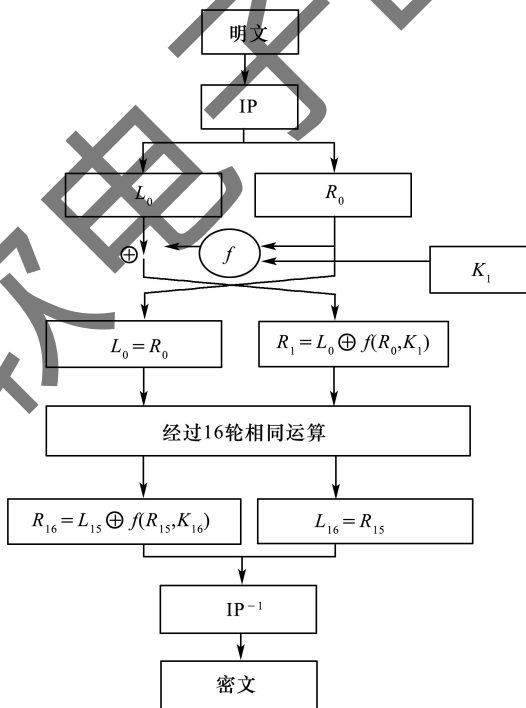 明文
IP
L₀ R₀
⊕ f K₁
L₀=R₀ R₁=L₀⊕f(R₀,K₁)
经过16轮相同运算
R₁₆=L₁₅⊕f(R₁₅,K₁₆) L₁₆=R₁₅
IP⁻¹
密文